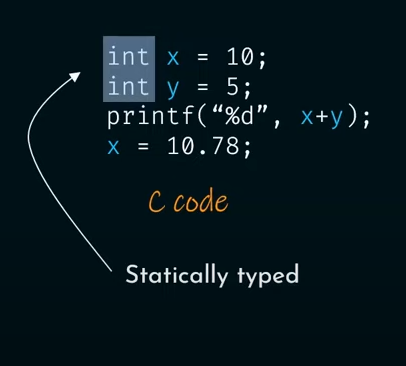 int x = 10;
int y = 5;
printf(“%d”, x+y);
x = 10.78;
C code
Statically typed